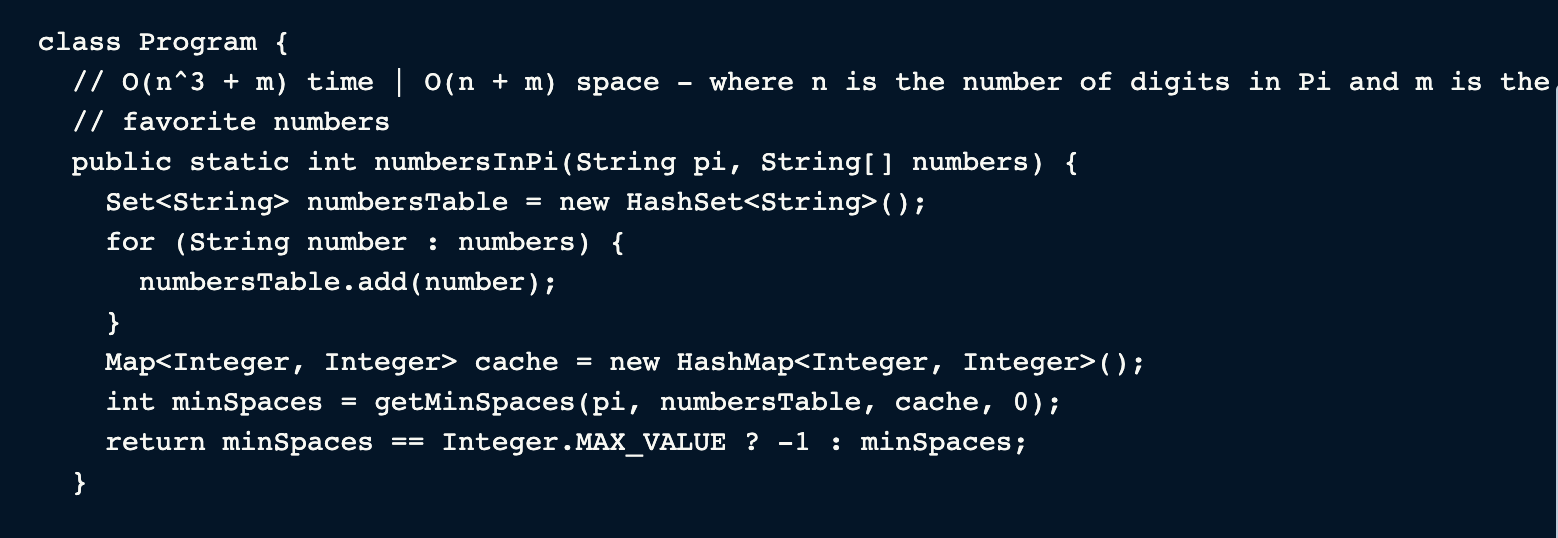 class Program {
// O(n^3 + m) time | O(n + m) space - where n is the number of digits in Pi and m is the
// favorite numbers
public static int numbersInPi(String pi, String[] numbers) {
Set<String> numbersTable = new HashSet<String>();
for (String number : numbers) {
numbersTable.add(number);
}
Map<Integer, Integer> cache = new HashMap<Integer, Integer>();
int minSpaces = getMinSpaces(pi, numbersTable, cache, 0);
return minSpaces == Integer.MAX_VALUE ? -1 : minSpaces;
}